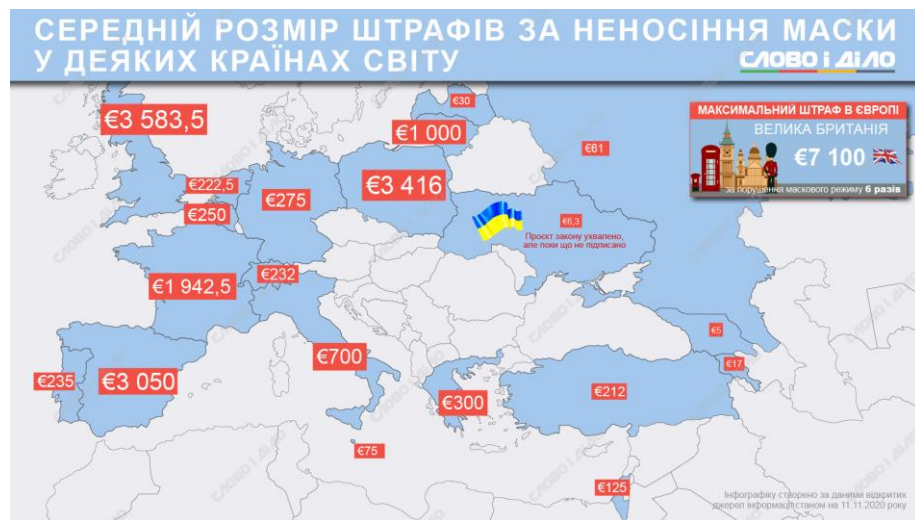 СЕРЕДНІЙ РОЗМІР ШТРАФІВ ЗА НЕНОСІННЯ МАСКИ
У ДЕЯКИХ КРАЇНАХ СВІТУ
СЛОВО і ДІЛО
МАКСИМАЛЬНИЙ ШТРАФ В ЄВРОПІ
ВЕЛИКА БРИТАНІЯ
€7 100
за порушення маскового режиму 6 разів
€30
€3 583,5
€1 000
€61
€222,5
€275
€3 416
€250
€6,3
Проєкт закону ухвалено,
але поки що не підписано
€232
€1 942,5
€5
€700
€17
€235
€3 050
€300
€212
€75
€125
Інфографіку створено за даними відкритих
джерел інформації станом на 11.11.2020 року